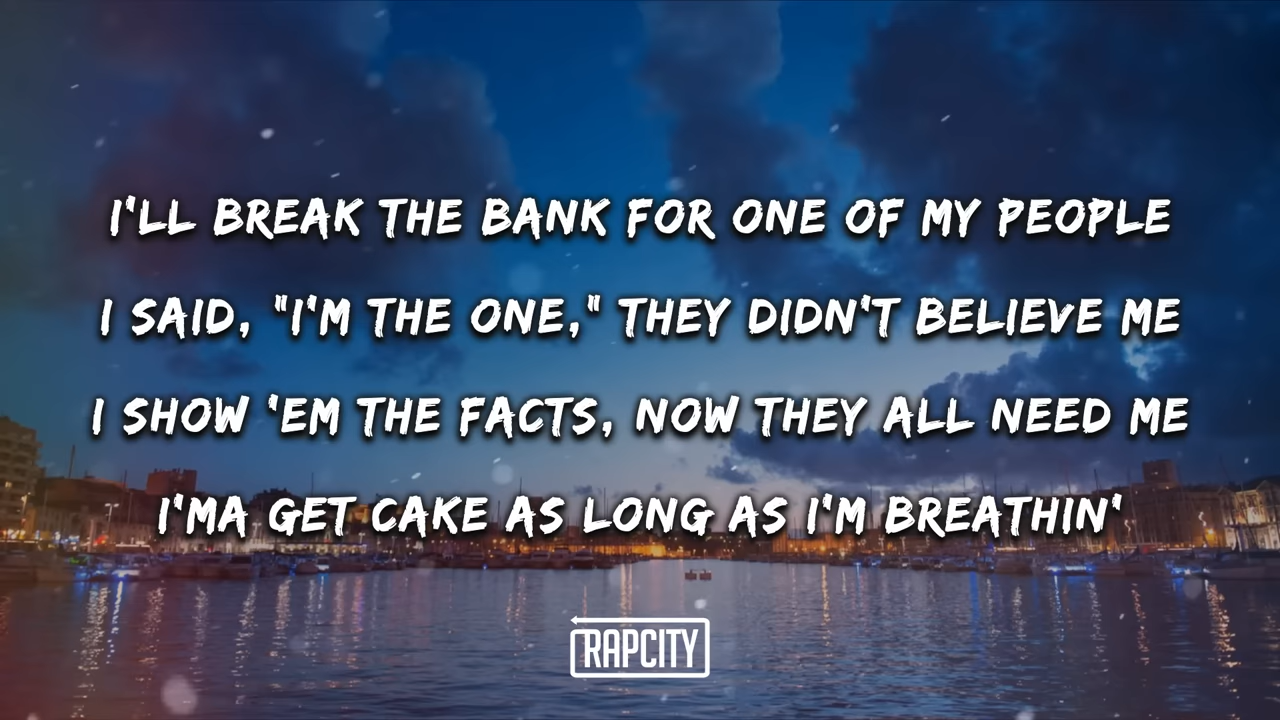 I'LL BREAK THE BANK FOR ONE OF MY PEOPLE
I SAID, "I'M THE ONE," THEY DIDN'T BELIEVE ME
I SHOW 'EM THE FACTS, NOW THEY ALL NEED ME
I'MA GET CAKE AS LONG AS I'M BREATHIN'
RAPCITY